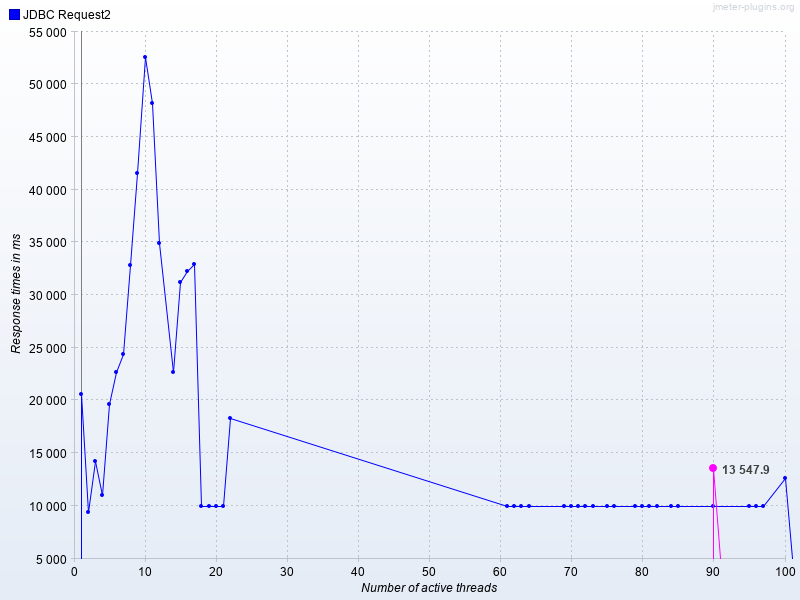 jmeter-plugins.org
JDBC Request2
55 000
50 000
45 000
40 000
35 000
30 000
25 000
20 000
15 000
10 000
5 000
Response times in ms
13 547.9
0 10 20 30 40 50 60 70 80 90 100
Number of active threads